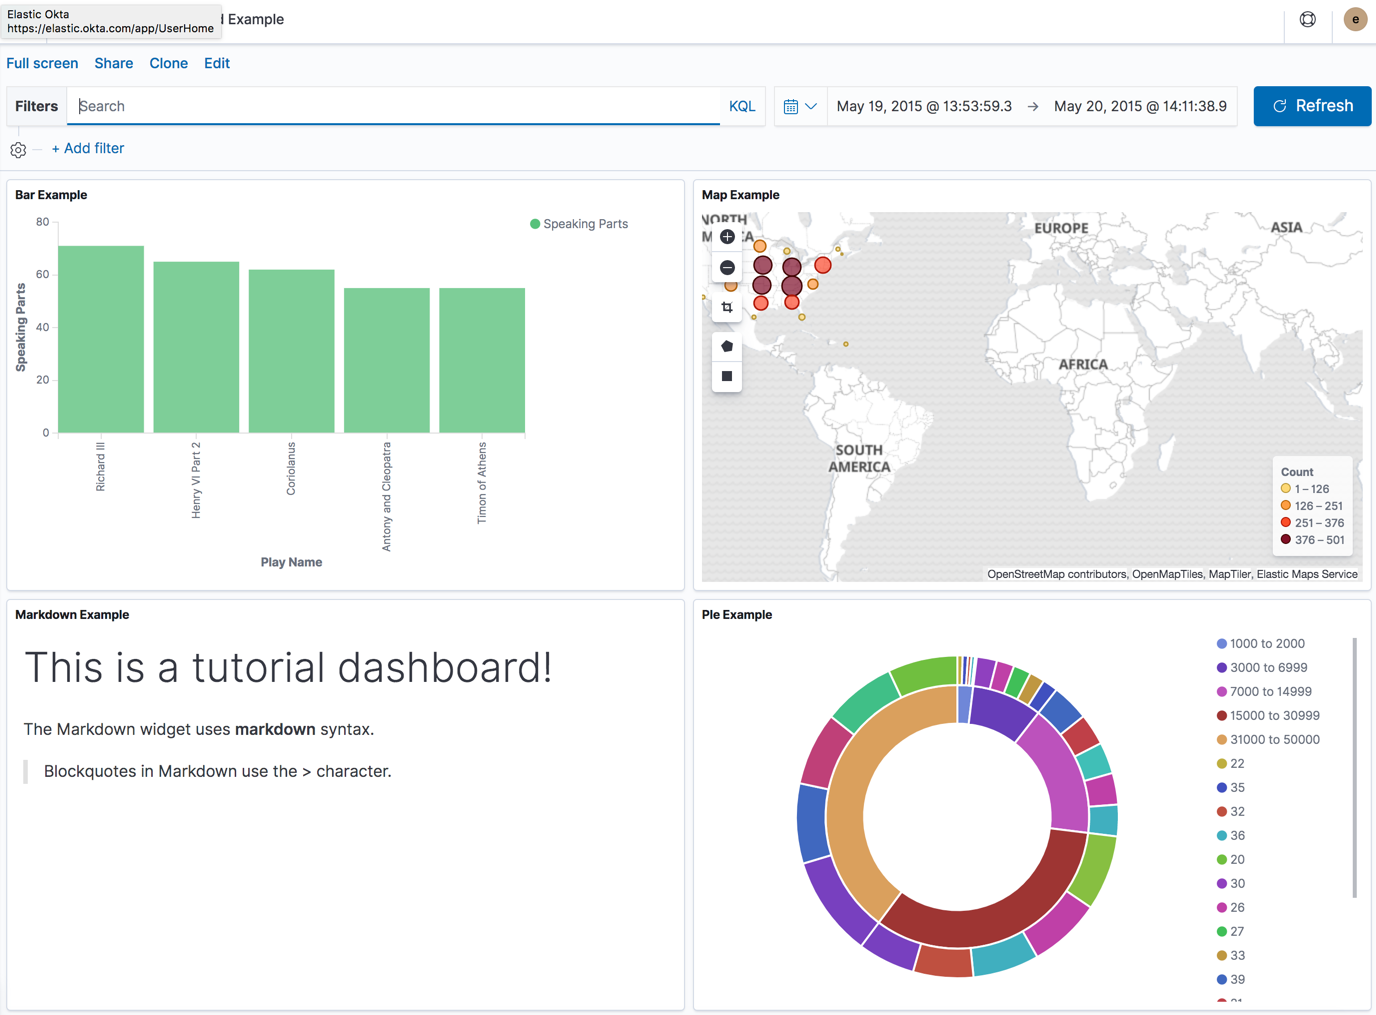 Elastic Okta
https://elastic.okta.com/app/UserHome
d Example
e
Full screen Share Clone Edit
Filters Search KQL May 19, 2015 @ 13:53:59.3 → May 20, 2015 @ 14:11:38.9 Refresh
+ Add filter
Bar Example
80
60
40
20
0
Speaking Parts
Speaking Parts
Richard III
Henry VI Part 2
Coriolanus
Antony and Cleopatra
Timon of Athens
Play Name
Map Example
NORTH
EUROPE
ASIA
AFRICA
SOUTH
AMERICA
Count
1 – 126
126 – 251
251 – 376
376 – 501
OpenStreetMap contributors, OpenMapTiles, MapTiler, Elastic Maps Service
Markdown Example
This is a tutorial dashboard!
The Markdown widget uses markdown syntax.
Blockquotes in Markdown use the > character.
PIe Example
1000 to 2000
3000 to 6999
7000 to 14999
15000 to 30999
31000 to 50000
22
35
32
36
20
30
26
27
33
39